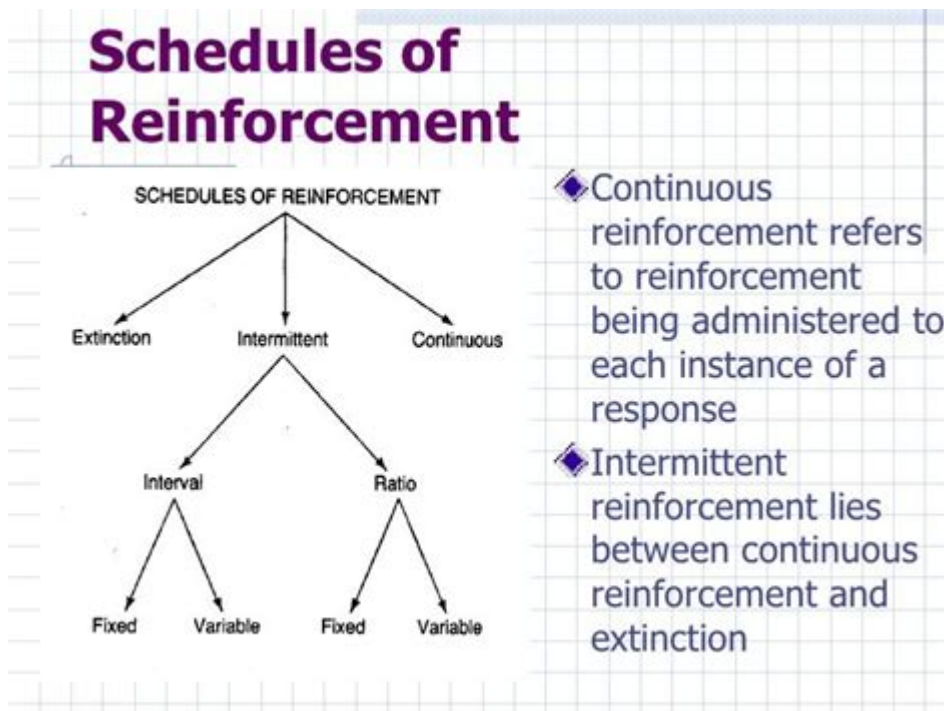 Schedules of
Reinforcement
SCHEDULES OF REINFORCEMENT
Extinction
Intermittent
Continuous
Interval
Ratio
Fixed
Variable
Fixed
Variable
Continuous
reinforcement refers
to reinforcement
being administered to
each instance of a
response
Intermittent
reinforcement lies
between continuous
reinforcement and
extinction